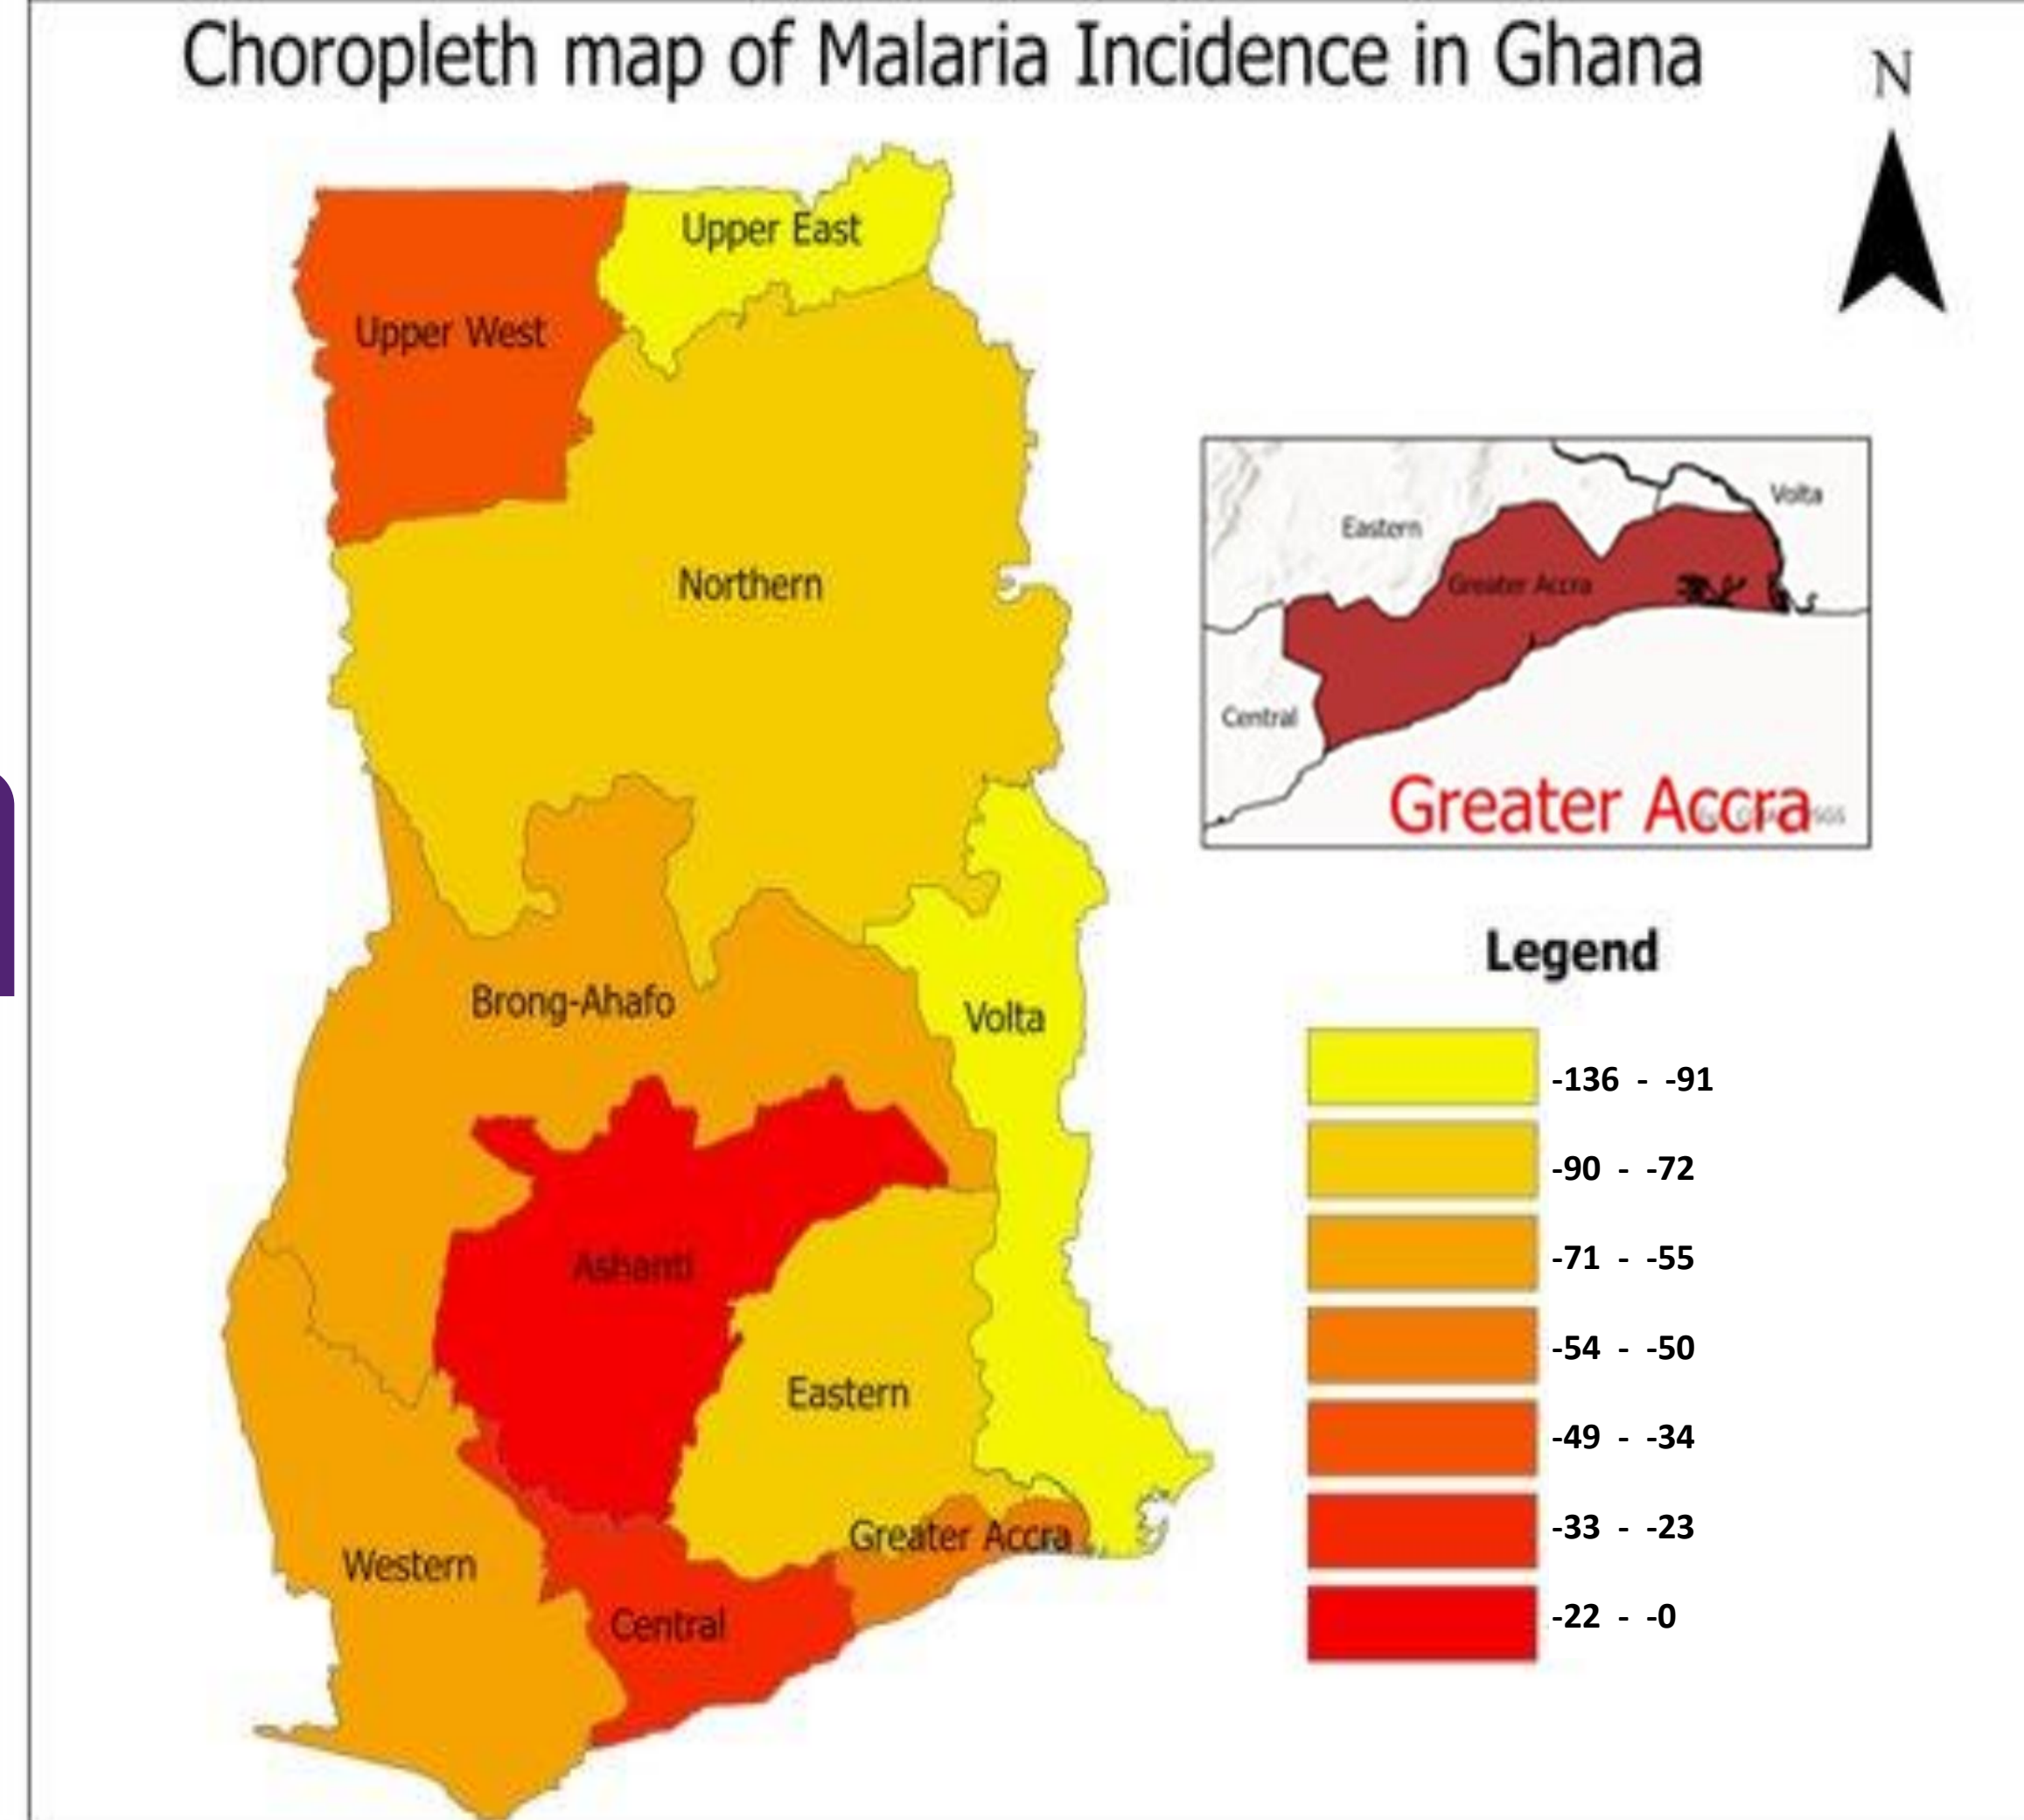 Choropleth map of Malaria Incidence in Ghana
N
Upper East
Upper West
Northern
Volta
Eastern
Greater Accra
Central
Greater Accra
Brong-Ahafo
Volta
Ashanti
Eastern
Greater Accra
Western
Central
Legend
-136 - -91
-90 - -72
-71 - -55
-54 - -50
-49 - -34
-33 - -23
-22 - -0